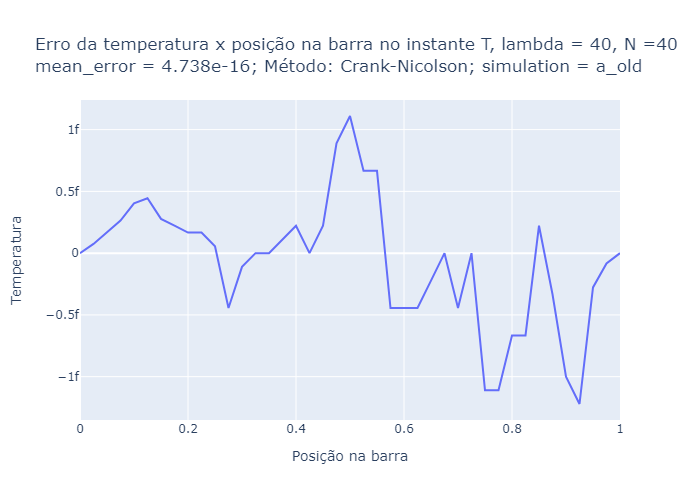 Erro da temperatura x posição na barra no instante T, lambda = 40, N =40
mean_error = 4.738e-16; Método: Crank-Nicolson; simulation = a_old
1f
0.5f
0
−0.5f
−1f
Temperatura
0 0.2 0.4 0.6 0.8 1
Posição na barra